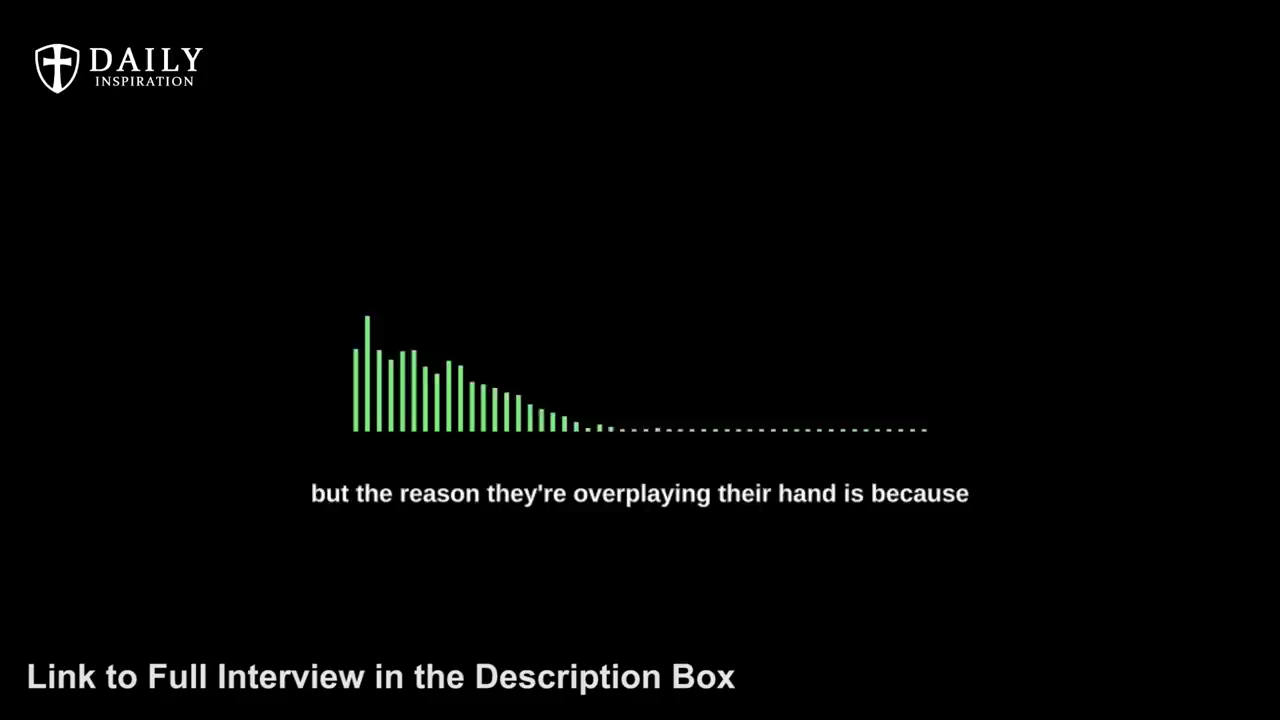 DAILY
INSPIRATION
but the reason they're overplaying their hand is because
Link to Full Interview in the Description Box